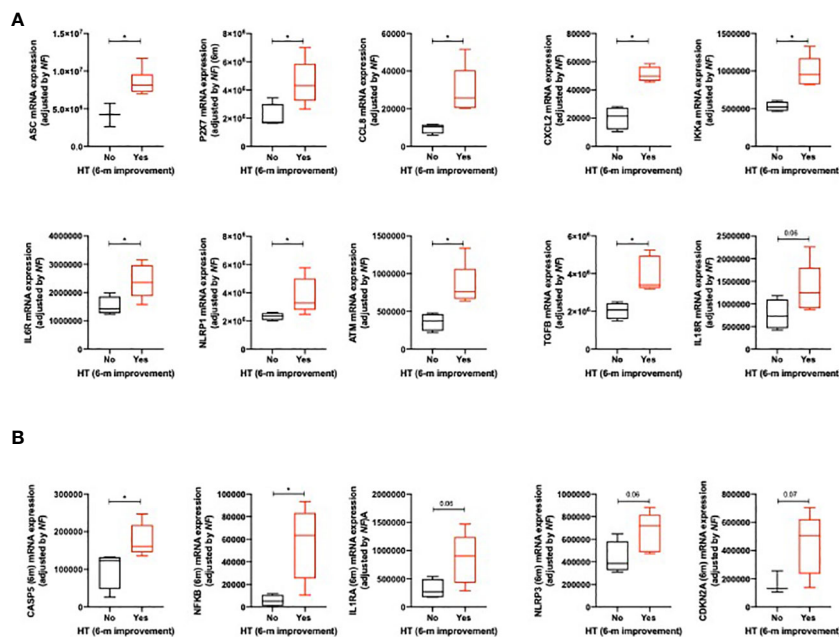 A
ASC mRNA expression
(adjusted by NF)
1.5×10⁷
1.0×10⁷
5.0×10⁶
0.0
*
No Yes
HT (6-m improvement)
P2X7 mRNA expression
(adjusted by NF) (6m)
8×10⁶
6×10⁶
4×10⁶
2×10⁶
0
*
No Yes
HT (6-m improvement)
CCL8 mRNA expression
(adjusted by NF)
60000
40000
20000
0
*
No Yes
HT (6-m improvement)
CXCL2 mRNA expression
(adjusted by NF)
80000
60000
40000
20000
0
*
No Yes
HT (6-m improvement)
IKKa mRNA expression
(adjusted by NF)
1500000
1000000
500000
0
*
No Yes
HT (6-m improvement)
IL6R mRNA expression
(adjusted by NF)
4000000
3000000
2000000
1000000
0
*
No Yes
HT (6-m improvement)
NLRP1 mRNA expression
(adjusted by NF)
8×10⁶
6×10⁶
4×10⁶
2×10⁶
0
*
No Yes
HT (6-m improvement)
ATM mRNA expression
(adjusted by NF)
1500000
1000000
500000
0
*
No Yes
HT (6-m improvement)
TGFB mRNA expression
(adjusted by NF)
6×10⁶
4×10⁶
2×10⁶
0
*
No Yes
HT (6-m improvement)
IL18R mRNA expression
(adjusted by NF)
2500000
2000000
1500000
1000000
500000
0
0.06
No Yes
HT (6-m improvement)
B
CASP5 (6m) mRNA expression
(adjusted by NF)
300000
200000
100000
0
*
No Yes
HT (6-m improvement)
NFKB (6m) mRNA expression
(adjusted by NF)
100000
80000
60000
40000
20000
0
*
No Yes
HT (6-m improvement)
IL1RA (6m) mRNA expression
(adjusted by NF)A
2000000
1500000
1000000
500000
0
No Yes
HT (6-m improvement)
NLRP3 (6m) mRNA expression
(adjusted by NF)
1000000
800000
600000
400000
200000
0
0.06
No Yes
HT (6-m improvement)
CDKN2A (6m) mRNA expression
(adjusted by NF)
800000
600000
400000
200000
0
0.07
No Yes
HT (6-m improvement)